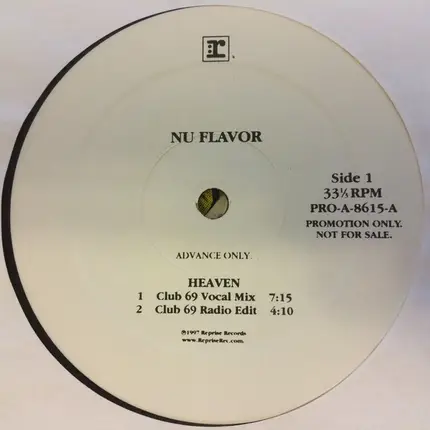 r
NU FLAVOR
Side 1
33⅓ RPM
PRO-A-8615-A
PROMOTION ONLY.
NOT FOR SALE.
ADVANCE ONLY.
HEAVEN
1 Club 69 Vocal Mix 7:15
2 Club 69 Radio Edit 4:10
℗1997 Reprise Records
www.RepriseRec.com.